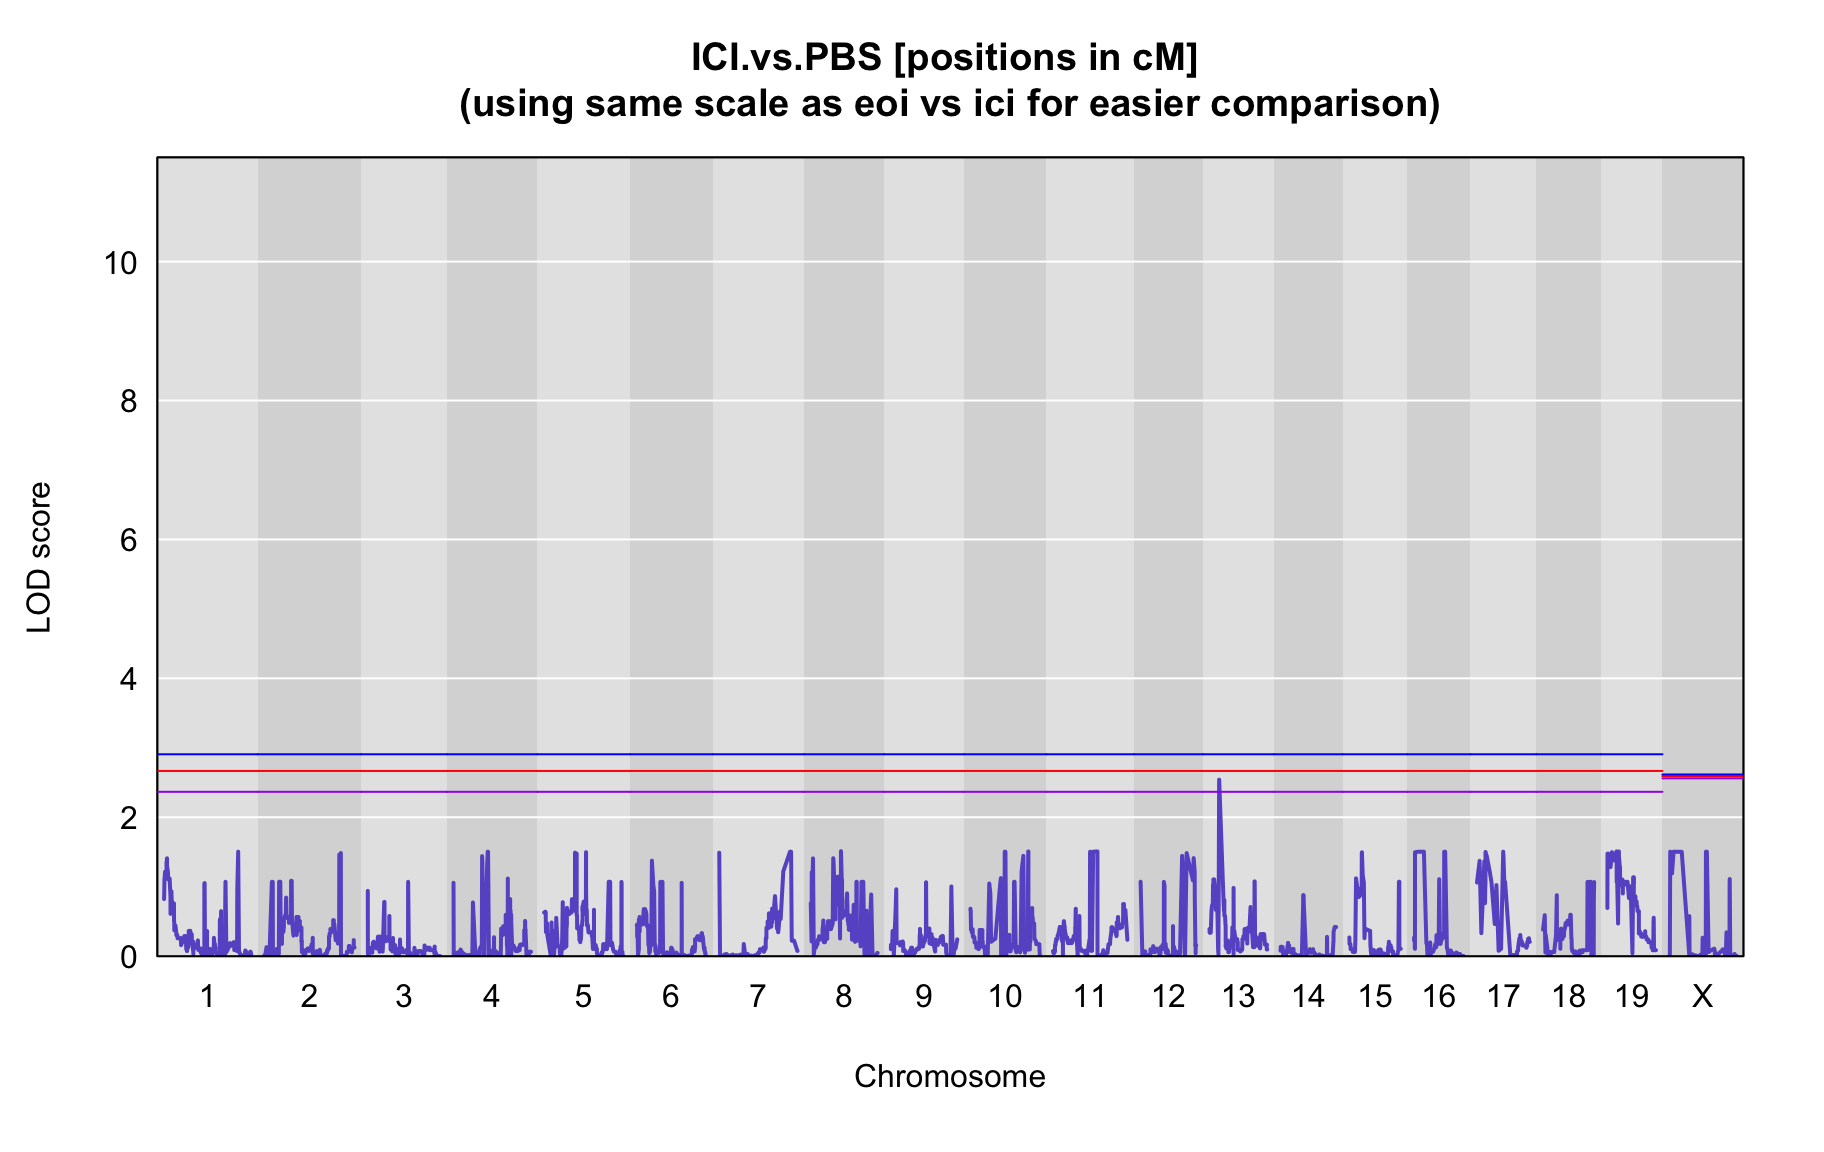 ICI.vs.PBS [positions in cM]
(using same scale as eoi vs ici for easier comparison)
10
8
6
4
2
0
LOD score
1 2 3 4 5 6 7 8 9 10 11 12 13 14 15 16 17 18 19 X
Chromosome